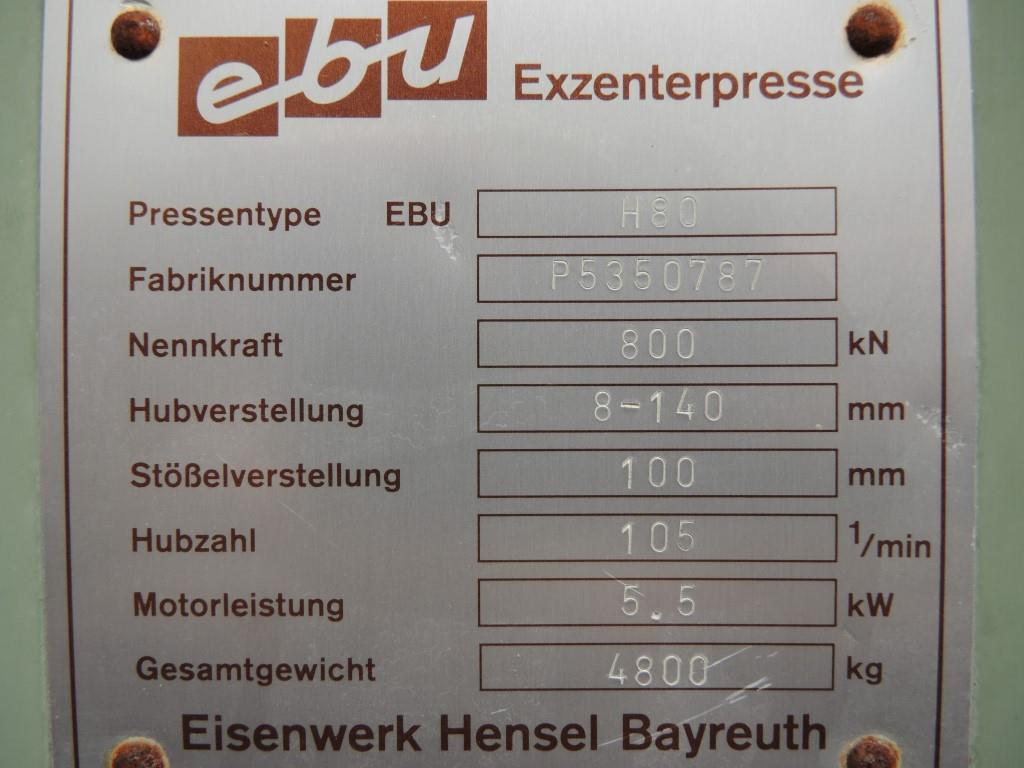 ebu Exzenterpresse
Pressentype EBU H80
Fabriknummer P5350787
Nennkraft 800 kN
Hubverstellung 8-140 mm
Stößelverstellung 100 mm
Hubzahl 105 1/min
Motorleistung 5.5 kW
Gesamtgewicht 4800 kg
Eisenwerk Hensel Bayreuth